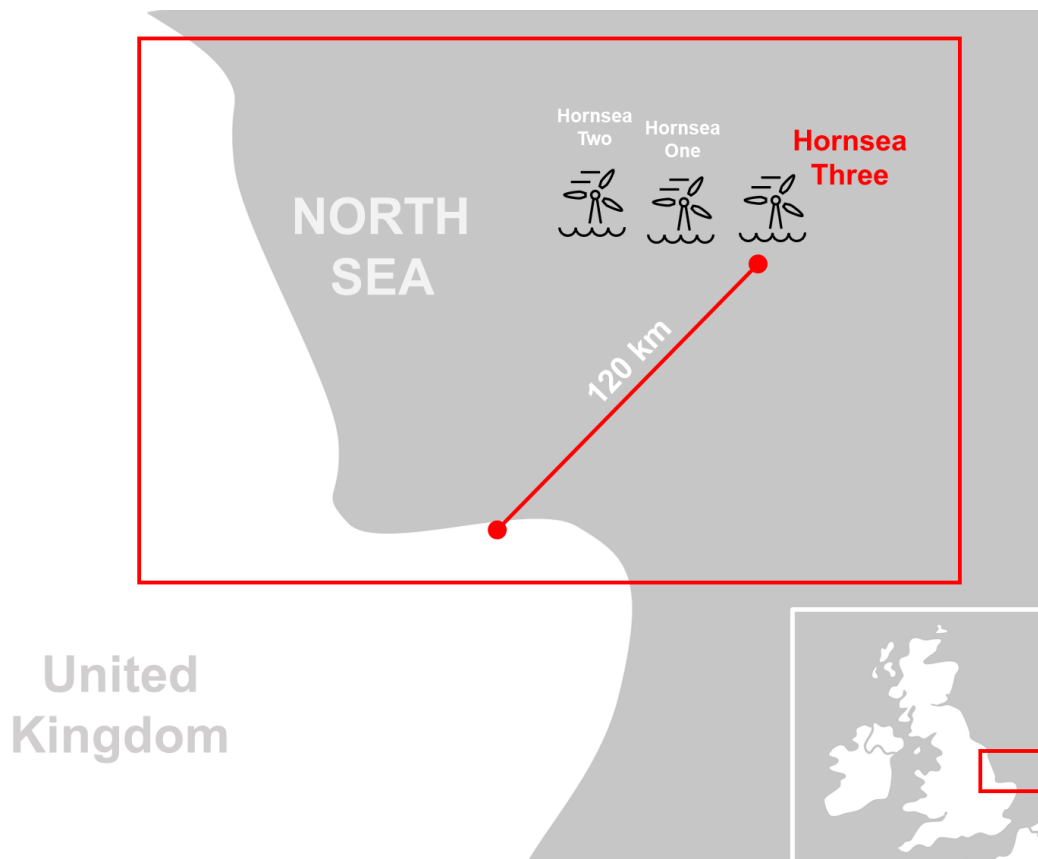 Hornsea
Two
Hornsea
One
Hornsea
Three
NORTH
SEA
120 km
United
Kingdom